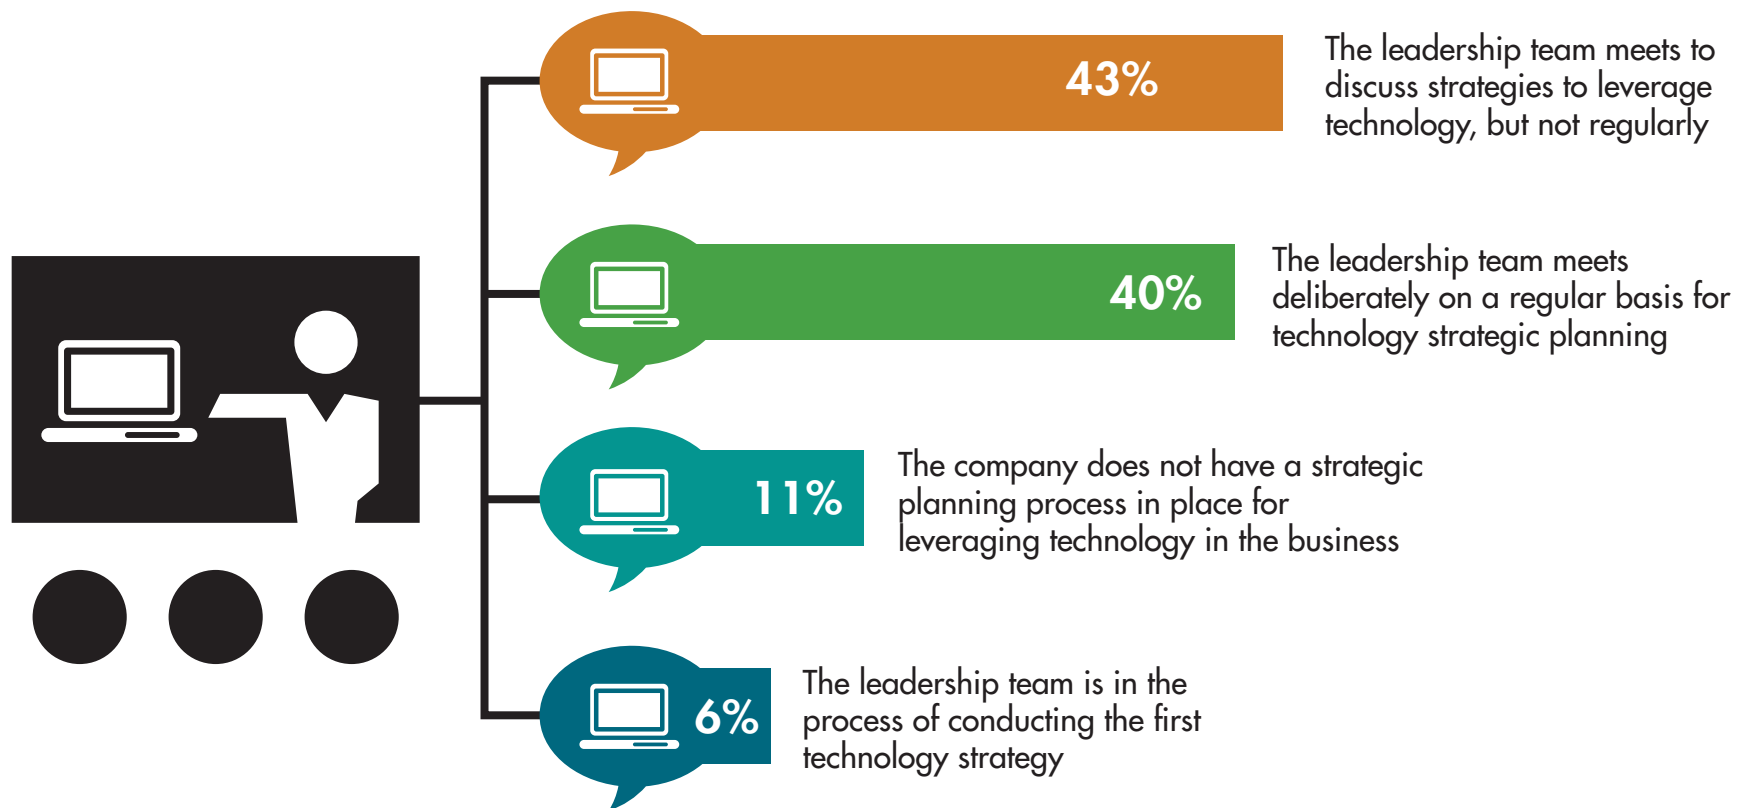 43%
The leadership team meets to
discuss strategies to leverage
technology, but not regularly
40%
The leadership team meets
deliberately on a regular basis for
technology strategic planning
11%
The company does not have a strategic
planning process in place for
leveraging technology in the business
6%
The leadership team is in the
process of conducting the first
technology strategy